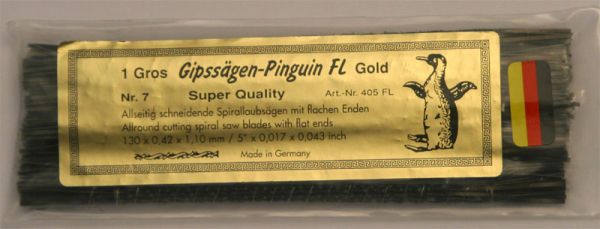 1 Gros Gipssägen-Pinguin FL Gold
Nr. 7 Super Quality Art.-Nr. 405 FL
Allseitig schneidende Spirallaubsägen mit flachen Enden
Allround cutting spiral saw blades with flat ends
130 x 0,42 x 1,10 mm / 5" x 0,017 x 0,043 inch
Made in Germany